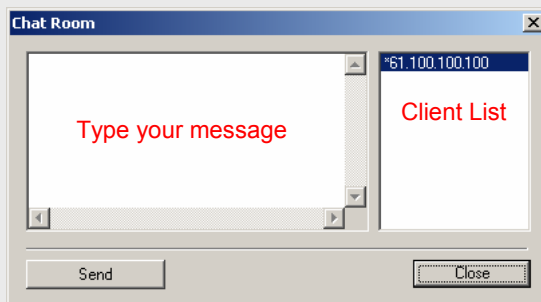 Chat Room
*61.100.100.100
Type your message
Client List
Send
Close